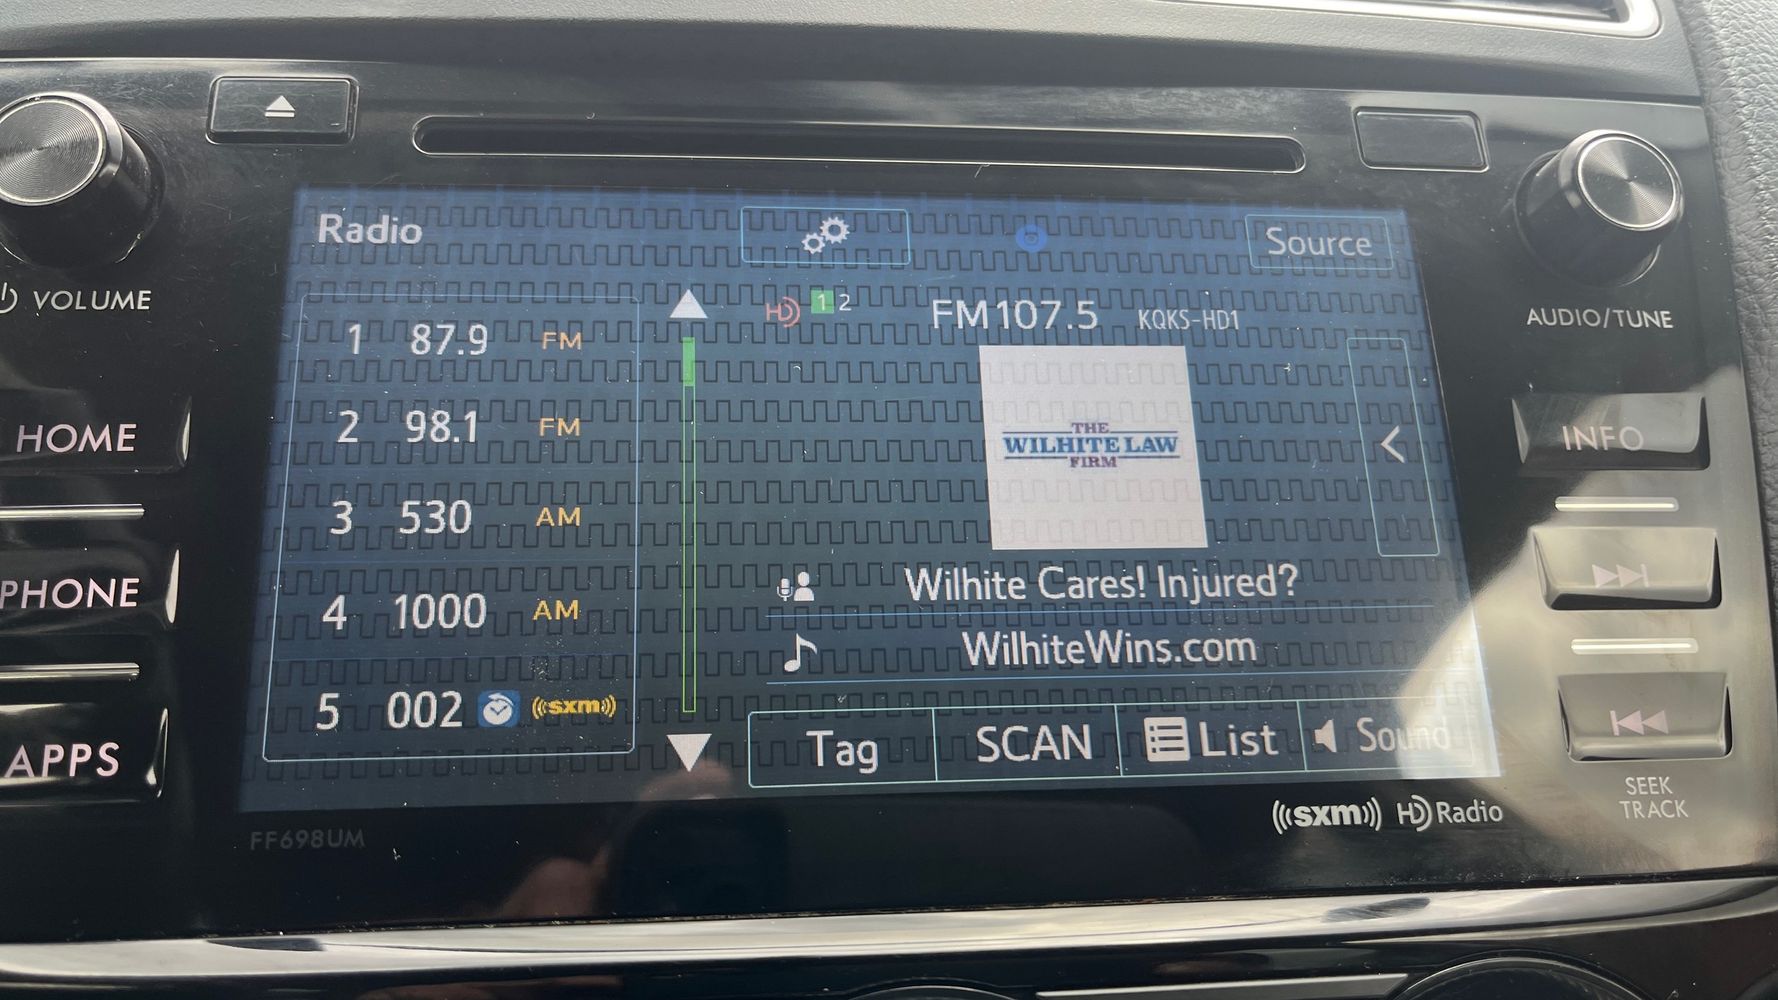 VOLUME
HOME
PHONE
APPS
Radio
Source
1 87.9 FM
2 98.1 FM
3 530 AM
4 1000 AM
5 002 ((sxm))
HD 1 2
FM107.5 KQKS-HD1
THE
WILHITE LAW
FIRM
Wilhite Cares! Injured?
WilhiteWins.com
Tag SCAN List Sound
FF698UM
((sxm)) HD Radio
AUDIO/TUNE
INFO
SEEK
TRACK